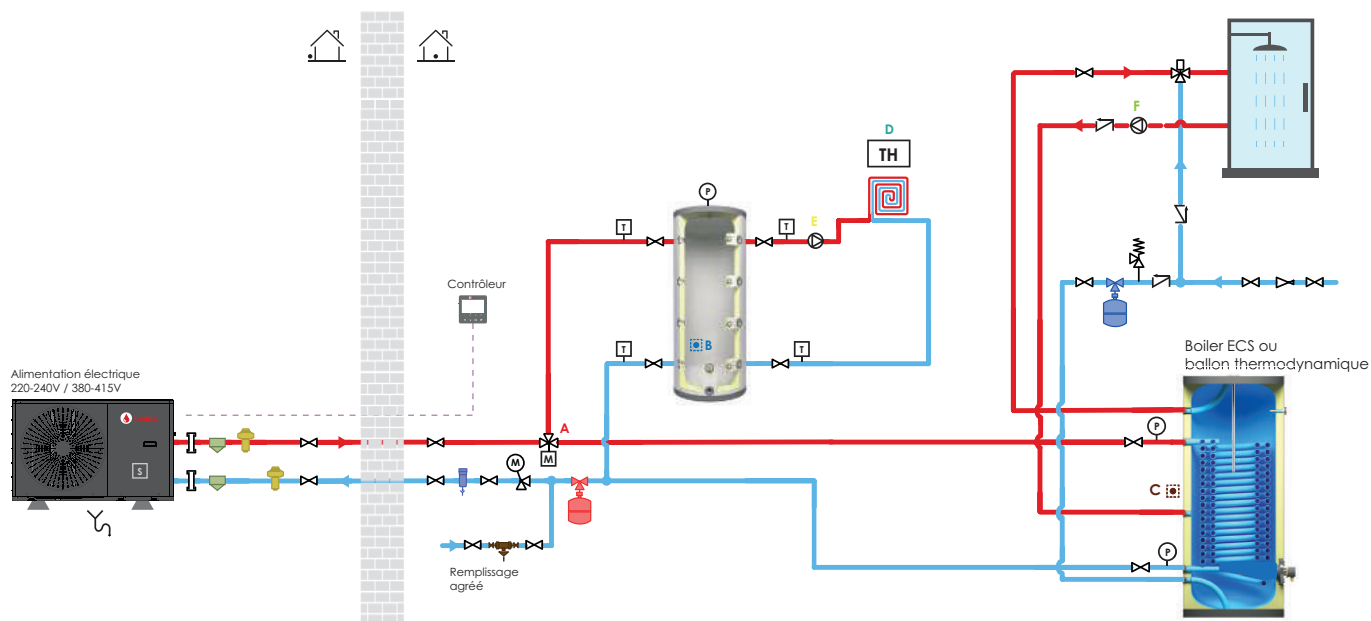 F
D
TH
P
T
T
E
Contrôleur
B
T
T
Boiler ECS ou
ballon thermodynamique
Alimentation électrique
220-240V / 380-415V
A
P
M
S
M
C
P
Remplissage
agréé